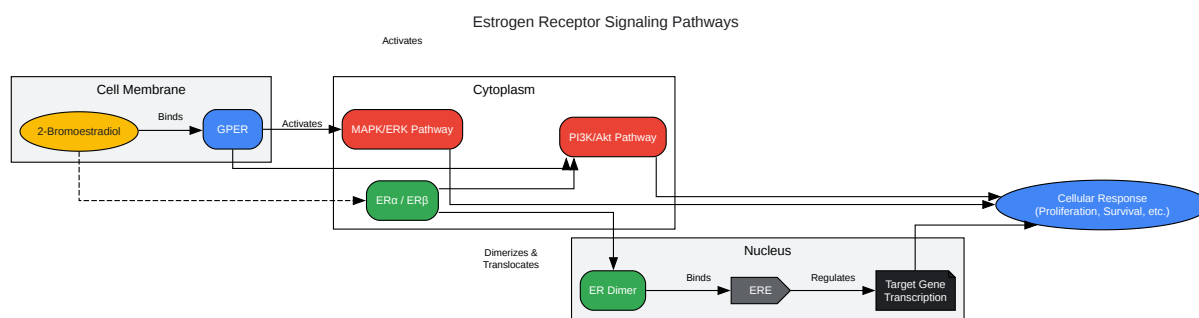 Estrogen Receptor Signaling Pathways
Activates
Cell Membrane
Cytoplasm
2-Bromoestradiol
Binds
GPER
Activates
MAPK/ERK Pathway
PI3K/Akt Pathway
ERα / ERβ
Cellular Response
(Proliferation, Survival, etc.)
Dimerizes &
Translocates
Nucleus
ER Dimer
Binds
ERE
Regulates
Target Gene
Transcription